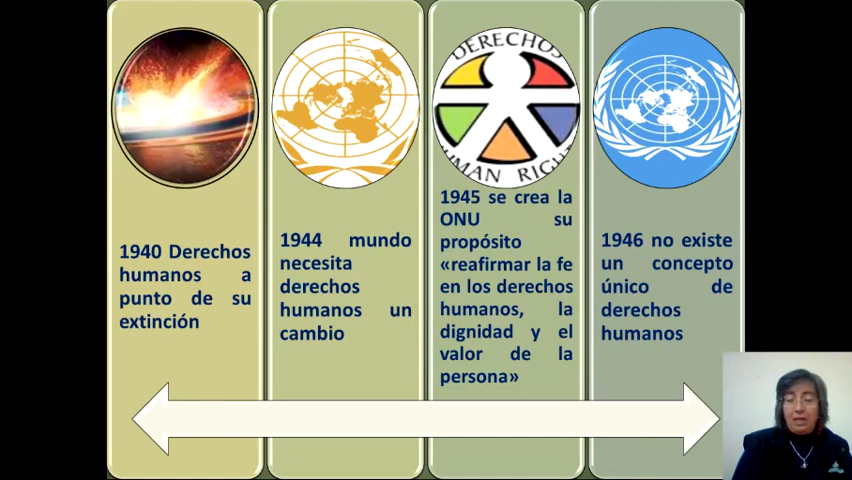 1940 Derechos
humanos a
punto de su
extinción
1944 mundo
necesita
derechos
humanos un
cambio
DERECHOS
HUMAN RIGHT
1945 se crea la
ONU su
propósito
«reafirmar la fe
en los derechos
humanos, la
dignidad y el
valor de la
persona»
1946 no existe
un concepto
único de
derechos
humanos